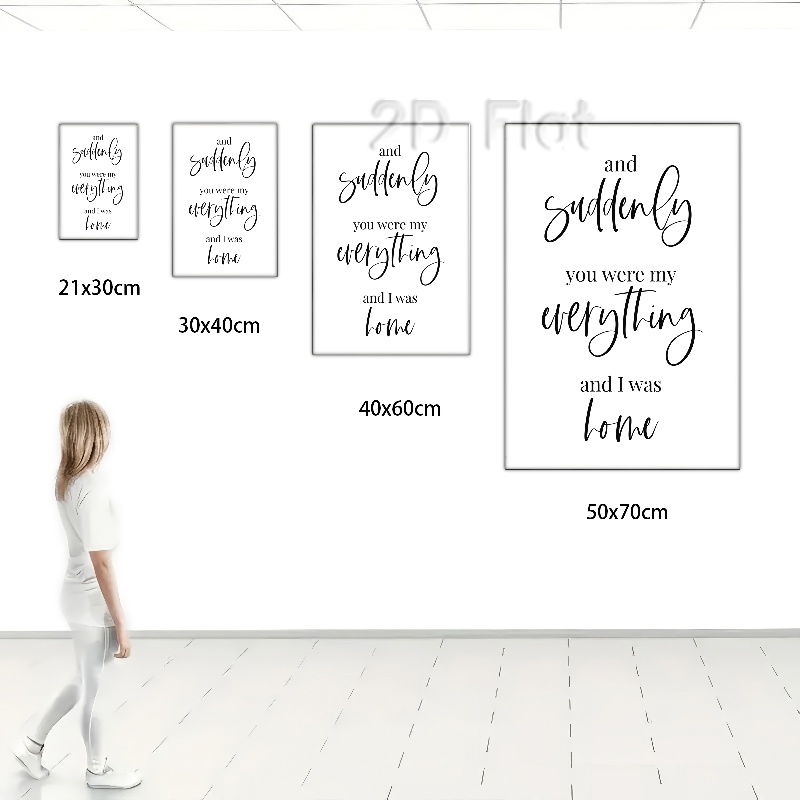 2D Flat
and
suddenly
you were my
everything
and I was
home
21x30cm
and
suddenly
you were my
everything
and I was
home
30x40cm
and
suddenly
you were my
everything
and I was
home
40x60cm
and
suddenly
you were my
everything
and I was
home
50x70cm